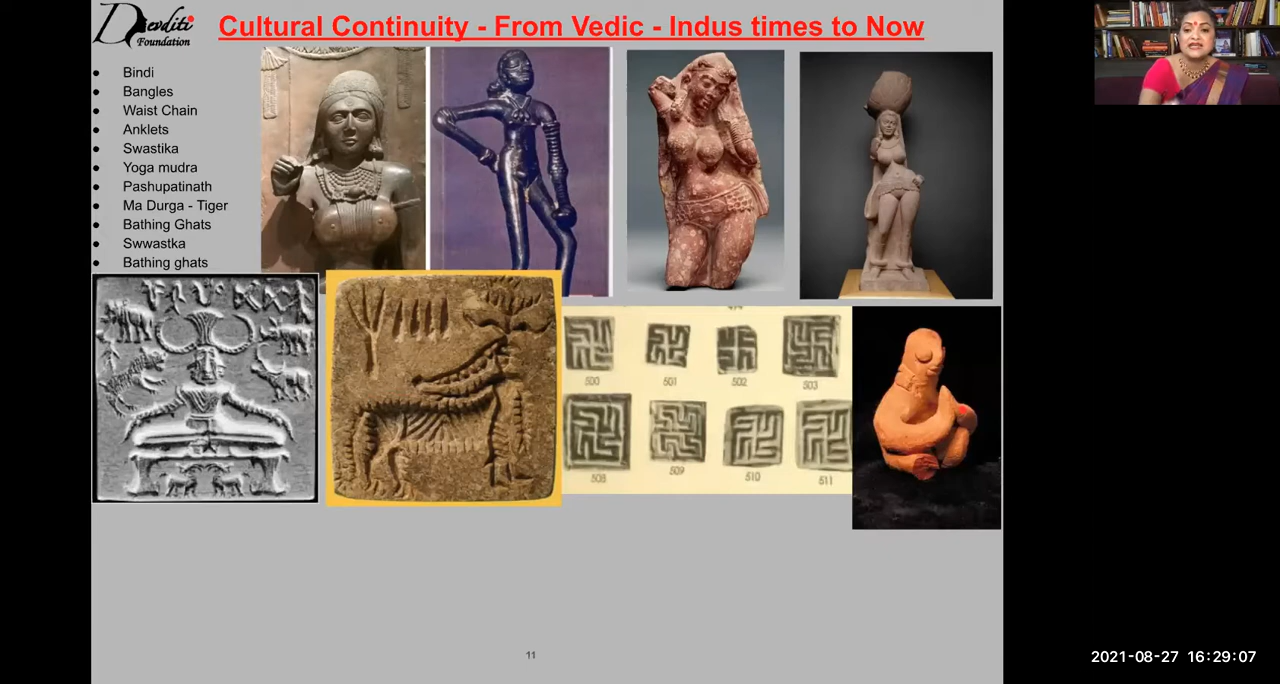 Devditi
Foundation
Cultural Continuity - From Vedic - Indus times to Now
● Bindi
● Bangles
● Waist Chain
● Anklets
● Swastika
● Yoga mudra
● Pashupatinath
● Ma Durga - Tiger
● Bathing Ghats
● Swwastka
● Bathing ghats
500 501 502 503
508 509 510 511
11
2021-08-27 16:29:07